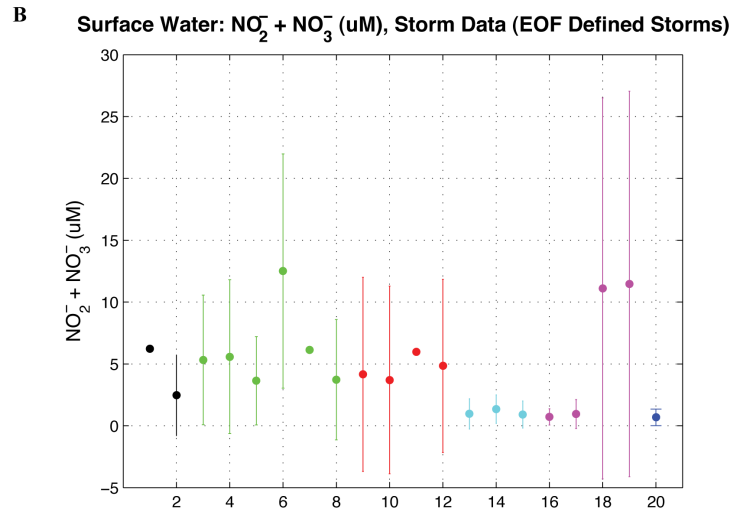 B
Surface Water: NO₂⁻ + NO₃⁻ (uM), Storm Data (EOF Defined Storms)
NO₂⁻ + NO₃⁻ (uM)
30
25
20
15
10
5
0
−5
2 4 6 8 10 12 14 16 18 20